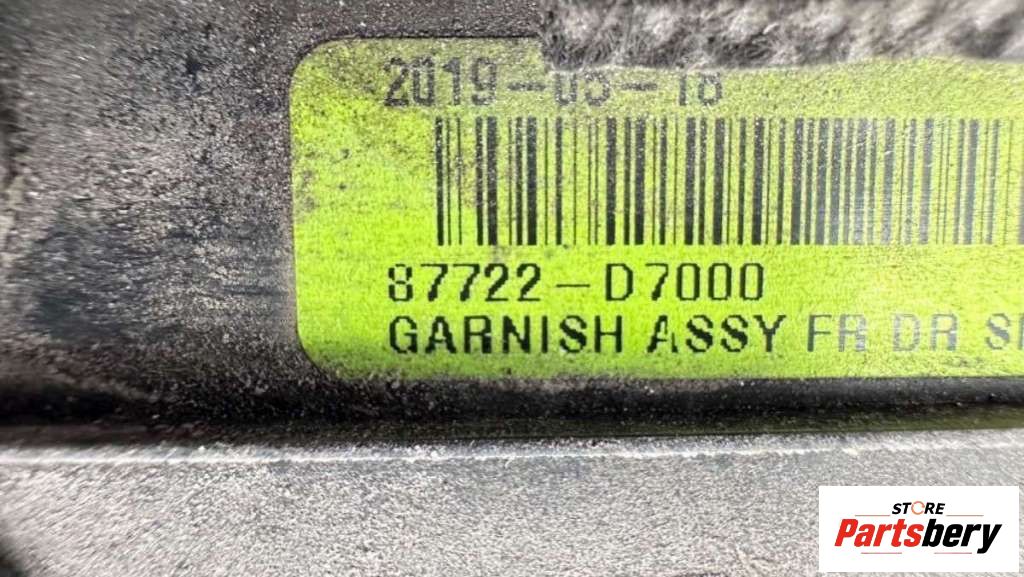 2019-05-18
87722-D7000
GARNISH ASSY FR DR
STORE
Partsbery